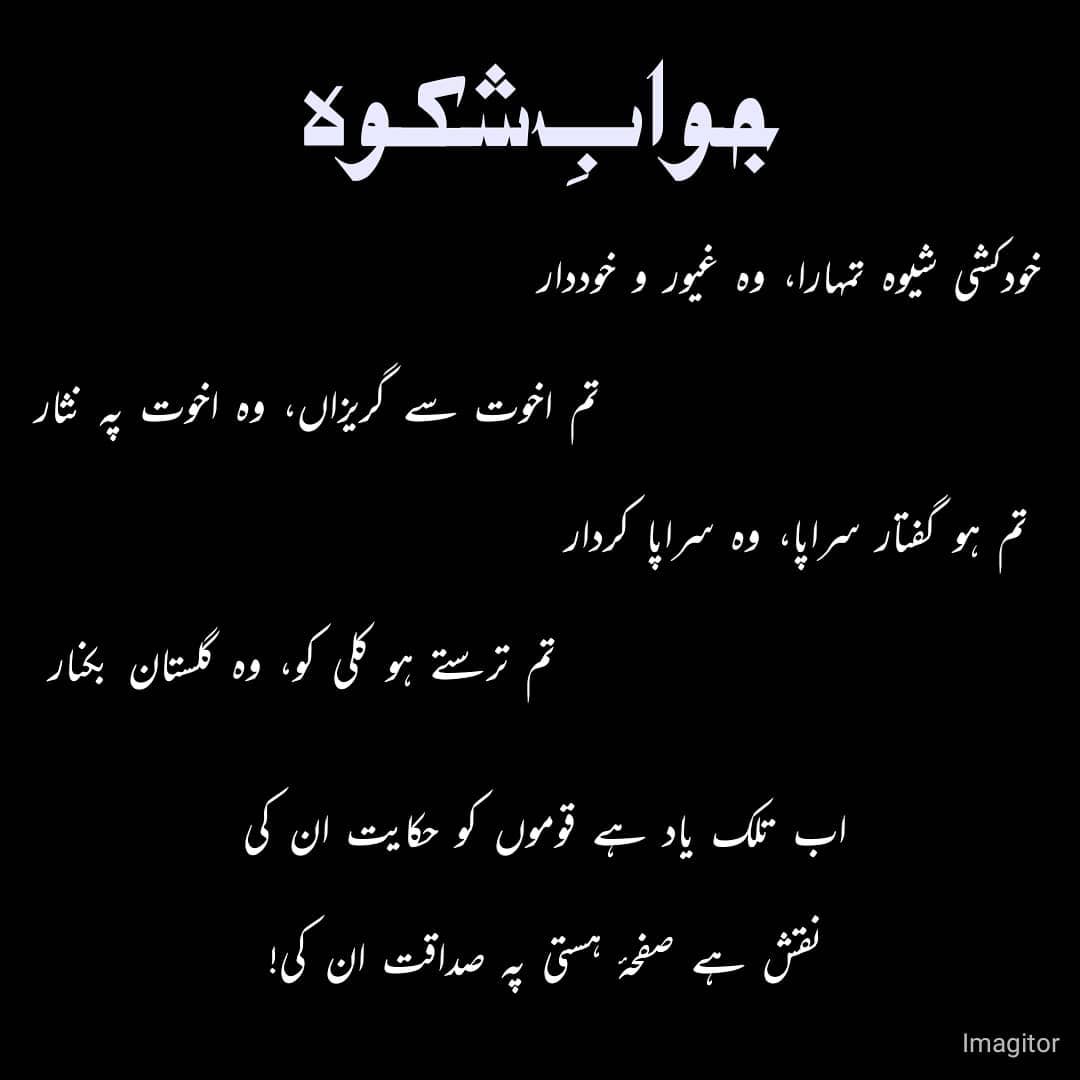 جوابِ شکوہ
خودکشی شیوہ تمہارا، وہ غیور و خوددار
تم اخوت سے گریزاں، وہ اخوت پہ نثار
تم ہو گفتار سراپا، وہ سراپا کردار
تم ترستے ہو کلی کو، وہ گلستان بکنار
اب تلک یاد ہے قوموں کو حکایت ان کی
نقش ہے صفحۂ ہستی پہ صداقت ان کی!
Imagitor